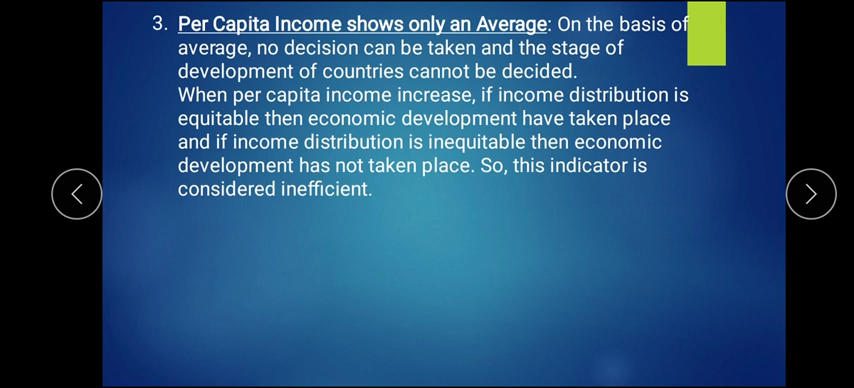 3. Per Capita Income shows only an Average: On the basis of
average, no decision can be taken and the stage of
development of countries cannot be decided.
When per capita income increase, if income distribution is
equitable then economic development have taken place
and if income distribution is inequitable then economic
development has not taken place. So, this indicator is
considered inefficient.